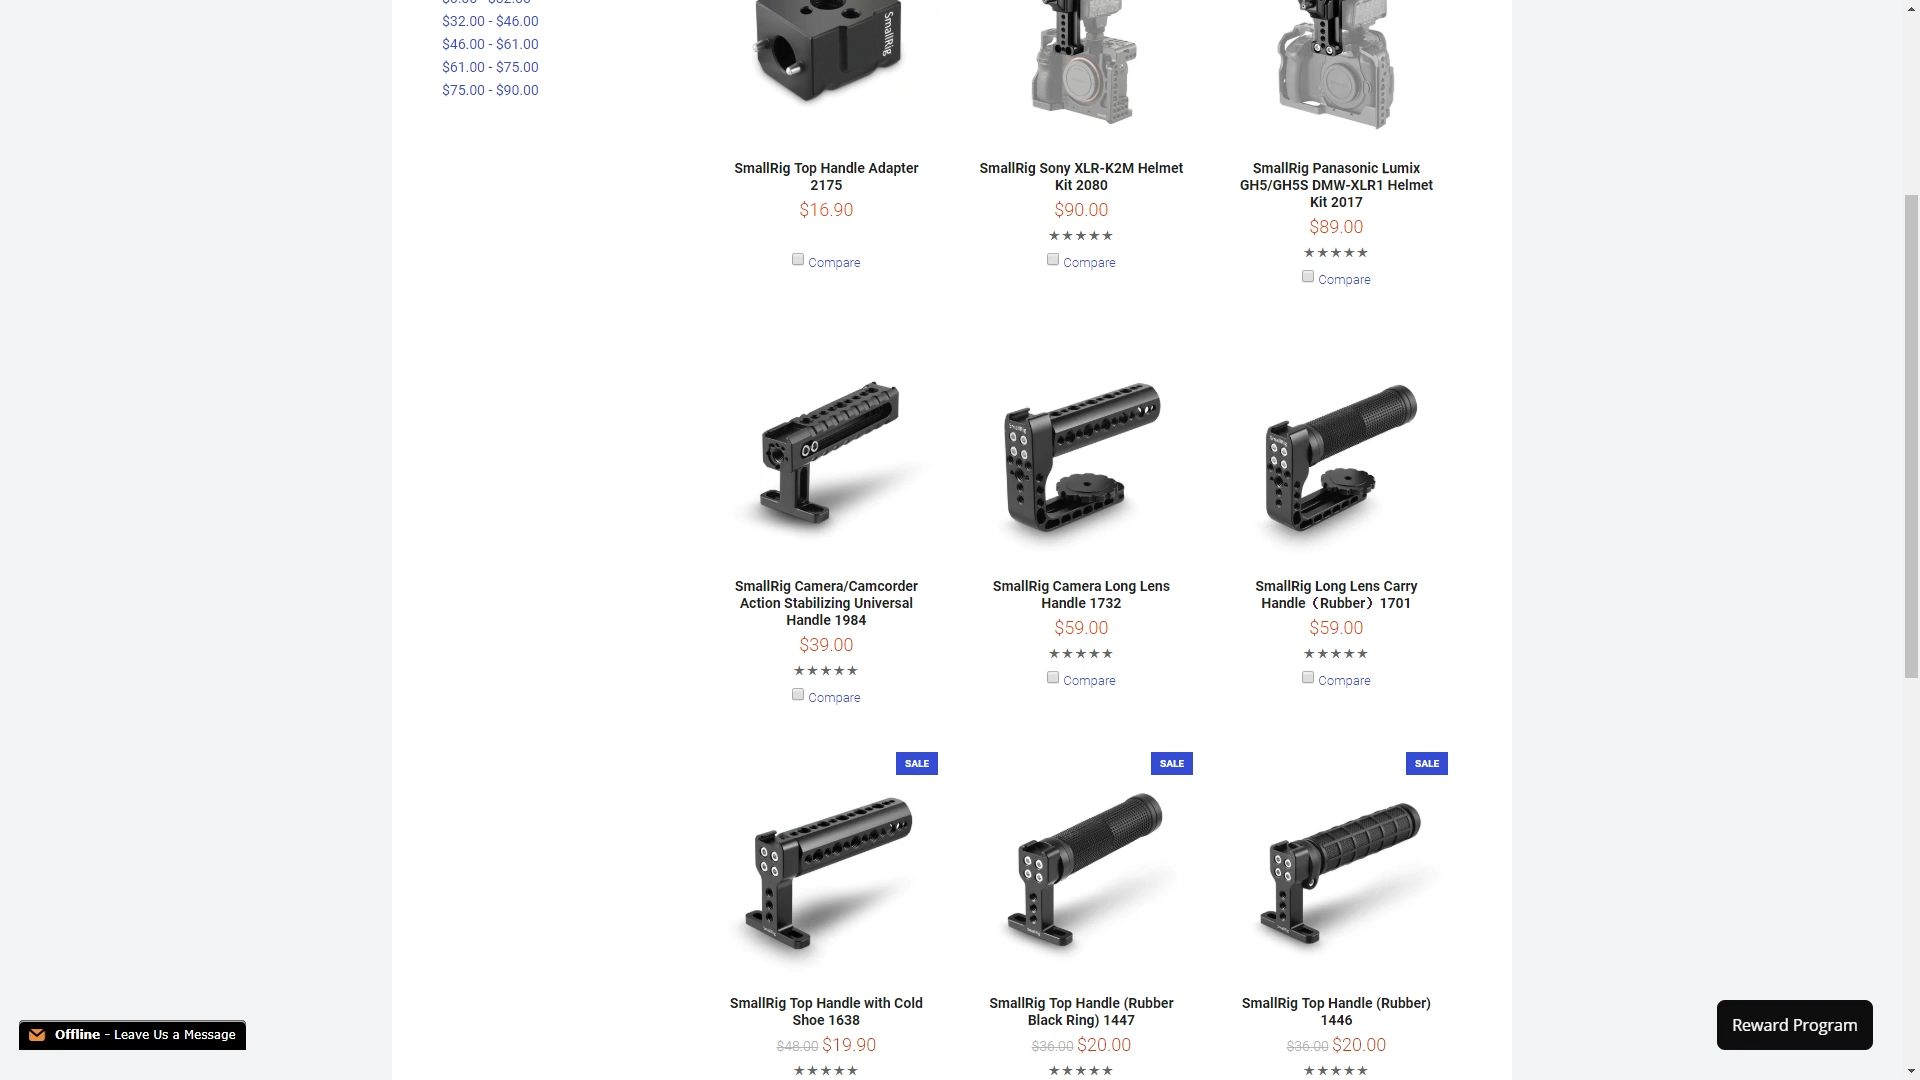 $32.00 - $46.00
$46.00 - $61.00
$61.00 - $75.00
$75.00 - $90.00
SmallRig
SmallRig Top Handle Adapter
2175
$16.90
Compare
SmallRig Sony XLR-K2M Helmet
Kit 2080
$90.00
★★★★★
Compare
SmallRig Panasonic Lumix
GH5/GH5S DMW-XLR1 Helmet
Kit 2017
$89.00
★★★★★
Compare
SmallRig Camera/Camcorder
Action Stabilizing Universal
Handle 1984
$39.00
★★★★★
Compare
SmallRig Camera Long Lens
Handle 1732
$59.00
★★★★★
Compare
SmallRig Long Lens Carry
Handle（Rubber）1701
$59.00
★★★★★
Compare
SALE
SmallRig Top Handle with Cold
Shoe 1638
$48.00 $19.90
★★★★★
SALE
SmallRig Top Handle (Rubber
Black Ring) 1447
$36.00 $20.00
★★★★★
SALE
SmallRig Top Handle (Rubber)
1446
$36.00 $20.00
★★★★★
Offline - Leave Us a Message
Reward Program